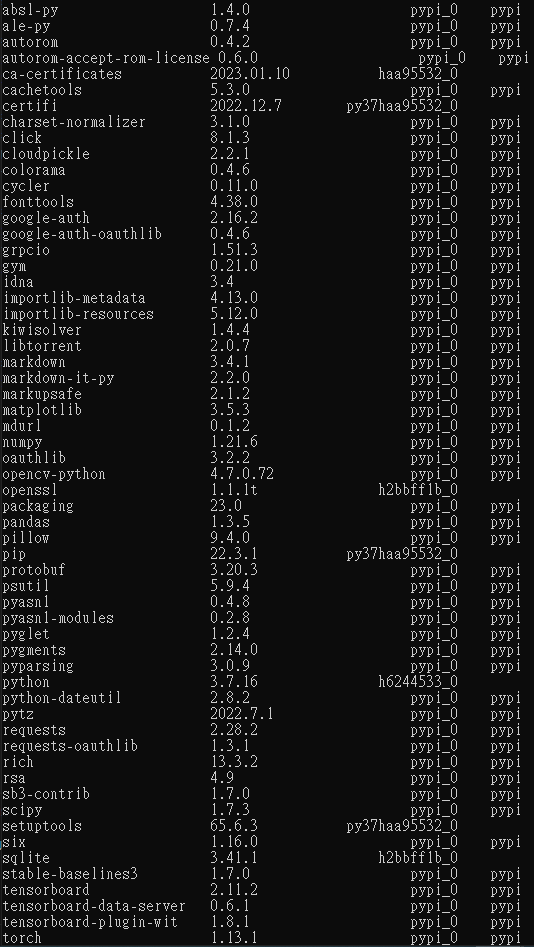 absl-py 1.4.0 pypi_0 pypi
ale-py 0.7.4 pypi_0 pypi
autorom 0.4.2 pypi_0 pypi
autorom-accept-rom-license 0.6.0 pypi_0 pypi
ca-certificates 2023.01.10 haa95532_0
cachetools 5.3.0 pypi_0 pypi
certifi 2022.12.7 py37haa95532_0
charset-normalizer 3.1.0 pypi_0 pypi
click 8.1.3 pypi_0 pypi
cloudpickle 2.2.1 pypi_0 pypi
colorama 0.4.6 pypi_0 pypi
cycler 0.11.0 pypi_0 pypi
fonttools 4.38.0 pypi_0 pypi
google-auth 2.16.2 pypi_0 pypi
google-auth-oauthlib 0.4.6 pypi_0 pypi
grpcio 1.51.3 pypi_0 pypi
gym 0.21.0 pypi_0 pypi
idna 3.4 pypi_0 pypi
importlib-metadata 4.13.0 pypi_0 pypi
importlib-resources 5.12.0 pypi_0 pypi
kiwisolver 1.4.4 pypi_0 pypi
libtorrent 2.0.7 pypi_0 pypi
markdown 3.4.1 pypi_0 pypi
markdown-it-py 2.2.0 pypi_0 pypi
markupsafe 2.1.2 pypi_0 pypi
matplotlib 3.5.3 pypi_0 pypi
mdurl 0.1.2 pypi_0 pypi
numpy 1.21.6 pypi_0 pypi
oauthlib 3.2.2 pypi_0 pypi
opencv-python 4.7.0.72 pypi_0 pypi
openssl 1.1.1t h2bbff1b_0
packaging 23.0 pypi_0 pypi
pandas 1.3.5 pypi_0 pypi
pillow 9.4.0 pypi_0 pypi
pip 22.3.1 py37haa95532_0
protobuf 3.20.3 pypi_0 pypi
psutil 5.9.4 pypi_0 pypi
pyasn1 0.4.8 pypi_0 pypi
pyasn1-modules 0.2.8 pypi_0 pypi
pyglet 1.2.4 pypi_0 pypi
pygments 2.14.0 pypi_0 pypi
pyparsing 3.0.9 pypi_0 pypi
python 3.7.16 h6244533_0
python-dateutil 2.8.2 pypi_0 pypi
pytz 2022.7.1 pypi_0 pypi
requests 2.28.2 pypi_0 pypi
requests-oauthlib 1.3.1 pypi_0 pypi
rich 13.3.2 pypi_0 pypi
rsa 4.9 pypi_0 pypi
sb3-contrib 1.7.0 pypi_0 pypi
scipy 1.7.3 pypi_0 pypi
setuptools 65.6.3 py37haa95532_0
six 1.16.0 pypi_0 pypi
sqlite 3.41.1 h2bbff1b_0
stable-baselines3 1.7.0 pypi_0 pypi
tensorboard 2.11.2 pypi_0 pypi
tensorboard-data-server 0.6.1 pypi_0 pypi
tensorboard-plugin-wit 1.8.1 pypi_0 pypi
torch 1.13.1 pypi_0 pypi